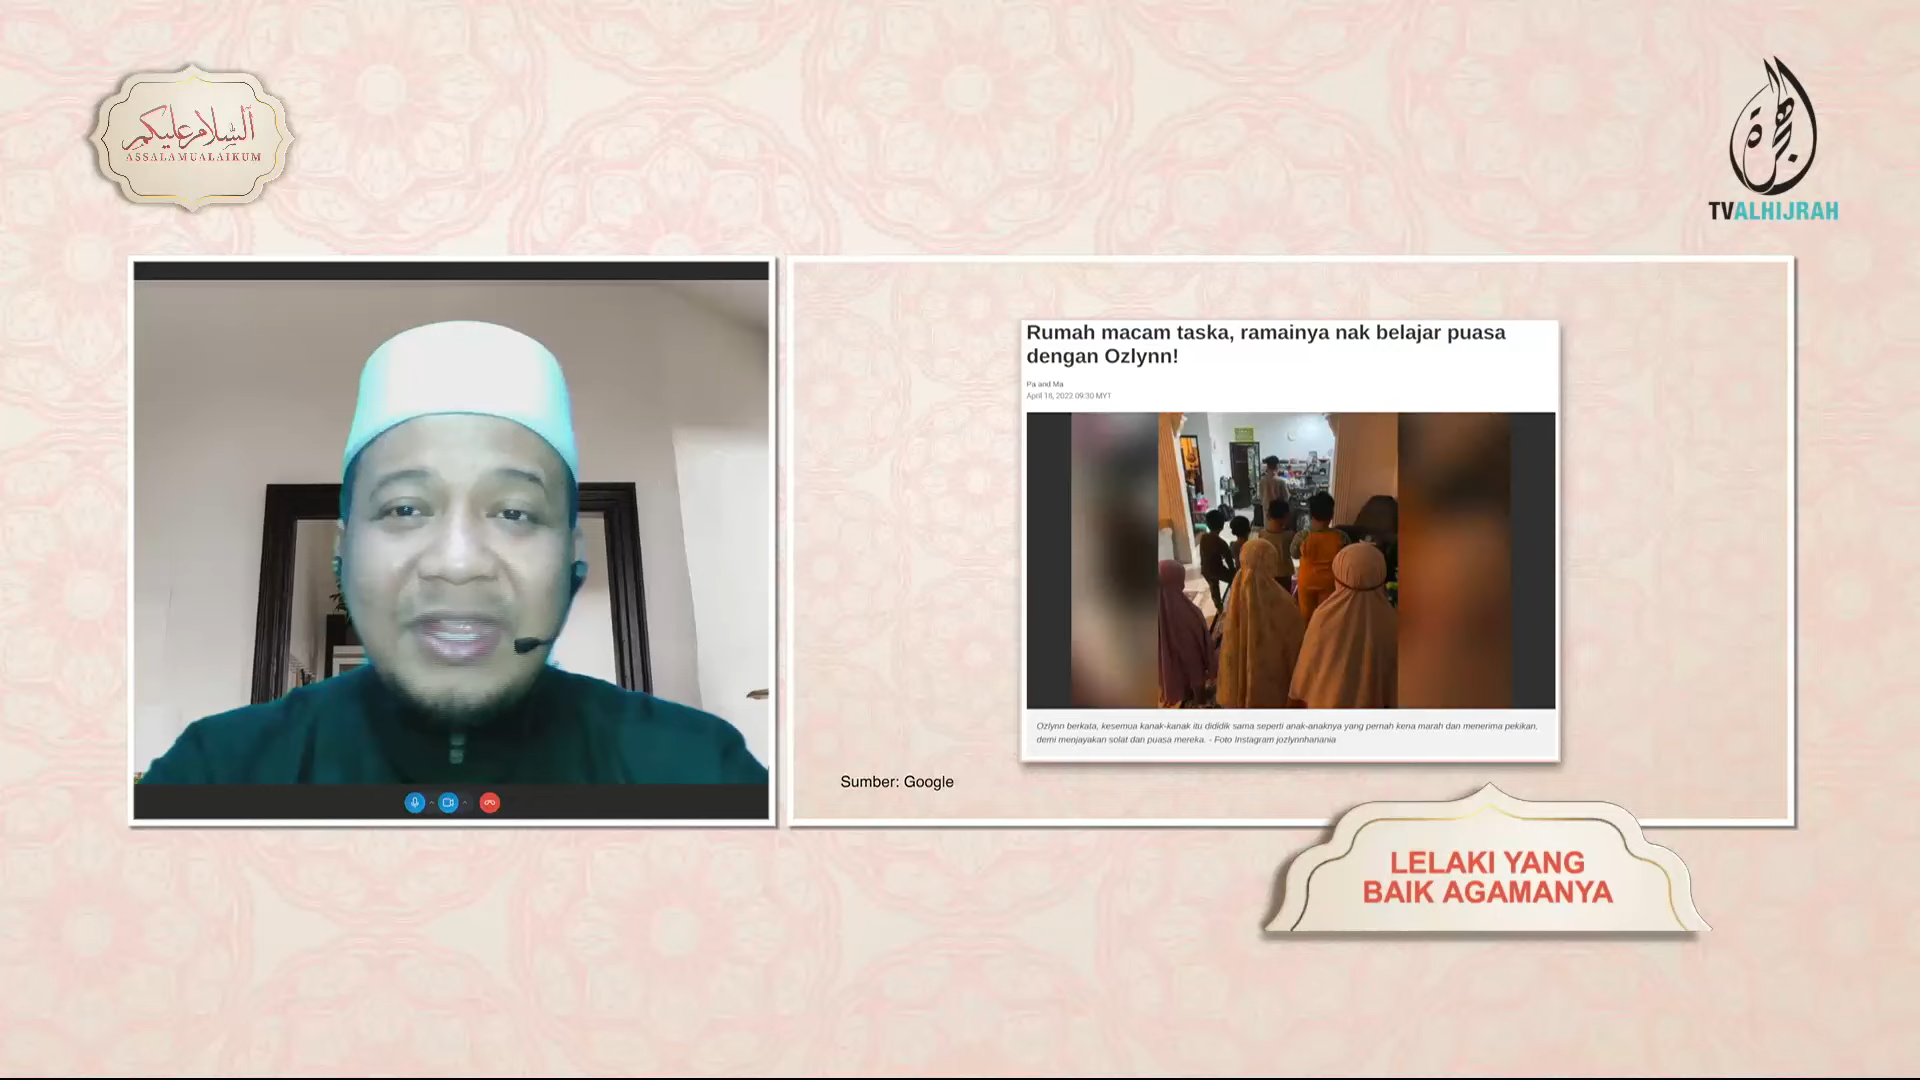 السلام عليكم
ASSALAMUALAIKUM
هجرة
TVALHIJRAH
Rumah macam taska, ramainya nak belajar puasa
dengan Ozlynn!
Pa and Ma
April 16, 2022 09:30 MYT
Ozlynn berkata, kesemua kanak-kanak itu dididik sama seperti anak-anaknya yang pernah kena marah dan menerima pekikan,
demi menjayakan solat dan puasa mereka. - Foto Instagram jozlynnhanania
Sumber: Google
LELAKI YANG
BAIK AGAMANYA